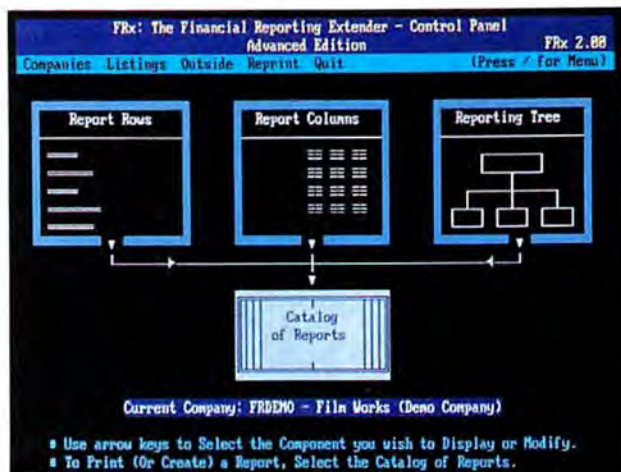 FRx: The Financial Reporting Extender - Control Panel
Advanced Edition
FRx 2.00
Companies Listings Outside Reprint Quit (Press / for Menu)
Report Rows
Report Columns
Reporting Tree
Catalog
of Reports
Current Company: FRDEMO - Film Works (Demo Company)
Use arrow keys to Select the Component you wish to Display or Modify.
To Print (Or Create) a Report, Select the Catalog of Reports.